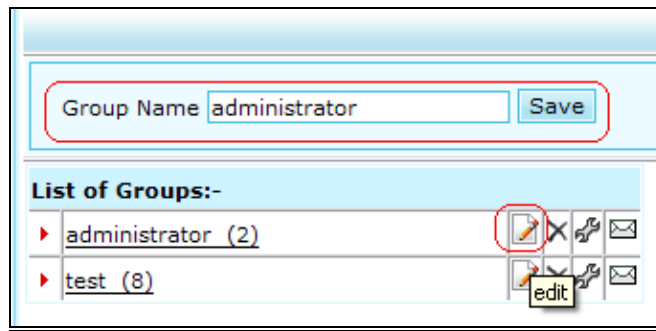 Group Name administrator Save
List of Groups:-
administrator (2)
test (8)
edit